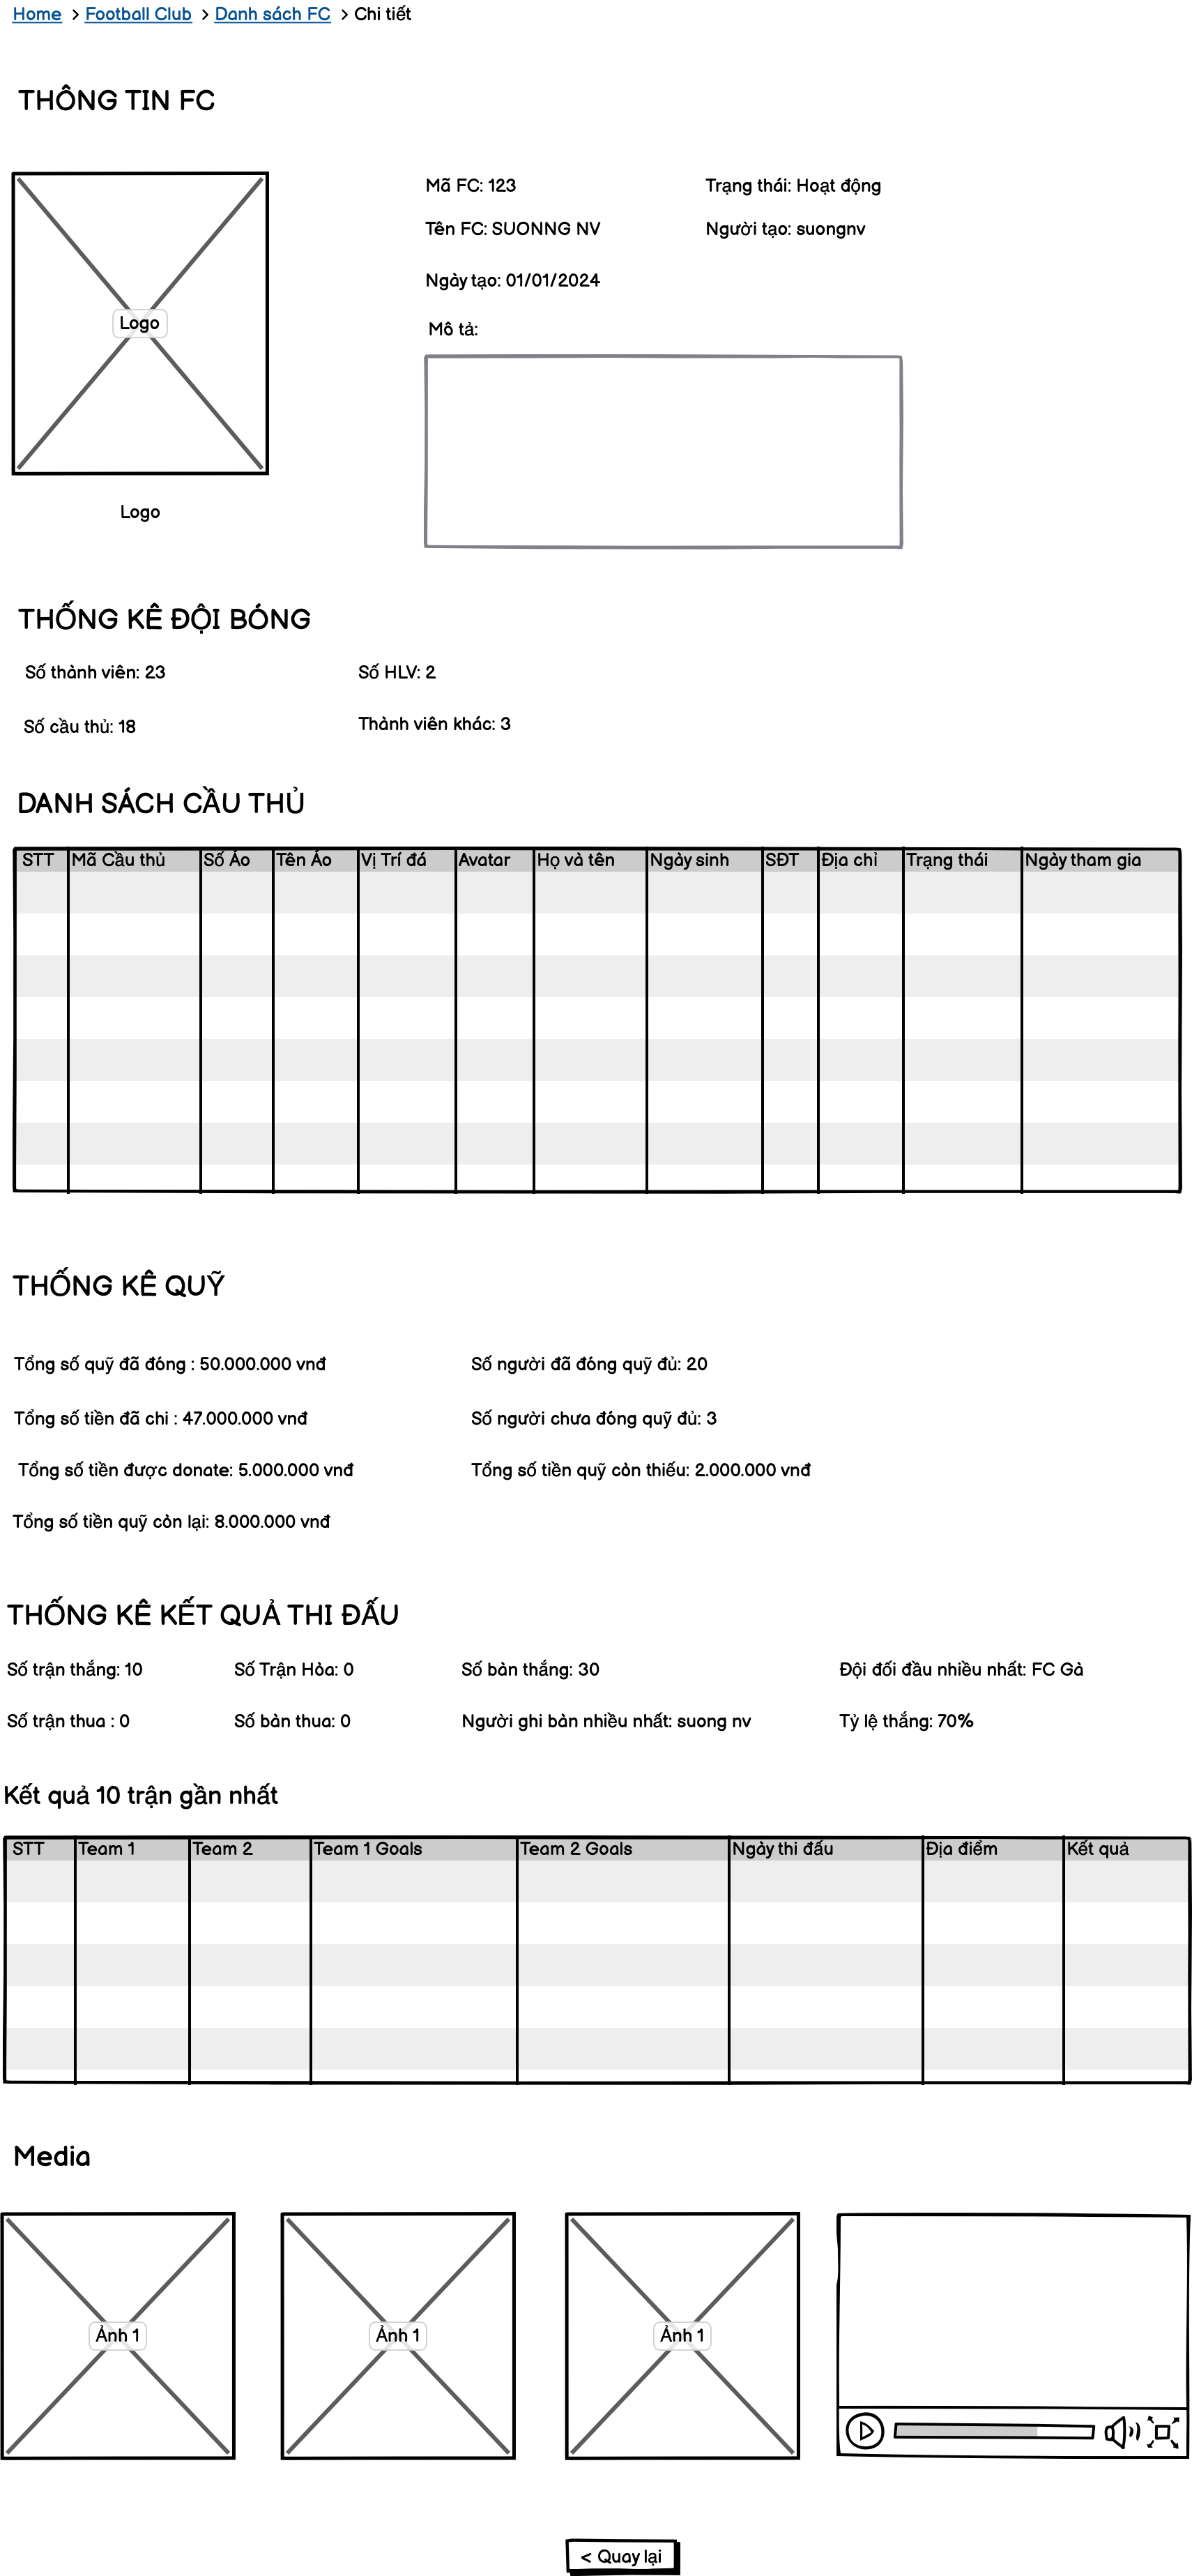 Home > Football Club > Danh sách FC > Chi tiết
THÔNG TIN FC
Logo
Logo
Mã FC: 123
Trạng thái: Hoạt động
Tên FC: SUONNG NV
Người tạo: suongnv
Ngày tạo: 01/01/2024
Mô tả:
THỐNG KÊ ĐỘI BÓNG
Số thành viên: 23
Số HLV: 2
Số cầu thủ: 18
Thành viên khác: 3
DANH SÁCH CẦU THỦ
STT Mã Cầu thủ Số Áo Tên Áo Vị Trí đá Avatar Họ và tên Ngày sinh SĐT Địa chỉ Trạng thái Ngày tham gia
THỐNG KÊ QUỸ
Tổng số quỹ đã đóng : 50.000.000 vnđ
Số người đã đóng quỹ đủ: 20
Tổng số tiền đã chi : 47.000.000 vnđ
Số người chưa đóng quỹ đủ: 3
Tổng số tiền được donate: 5.000.000 vnđ
Tổng số tiền quỹ còn thiếu: 2.000.000 vnđ
Tổng số tiền quỹ còn lại: 8.000.000 vnđ
THỐNG KÊ KẾT QUẢ THI ĐẤU
Số trận thắng: 10
Số Trận Hòa: 0
Số bàn thắng: 30
Đội đối đầu nhiều nhất: FC Gà
Số trận thua : 0
Số bàn thua: 0
Người ghi bàn nhiều nhất: suong nv
Tỷ lệ thắng: 70%
Kết quả 10 trận gần nhất
STT Team 1 Team 2 Team 1 Goals Team 2 Goals Ngày thi đấu Địa điểm Kết quả
Media
Ảnh 1
Ảnh 1
Ảnh 1
< Quay lại